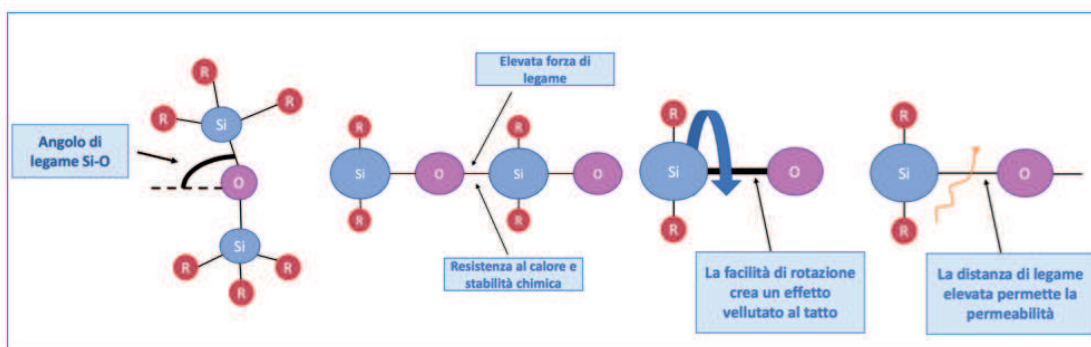 R
R
R
Si
Angolo di
legame Si-O
O
Si
R
R
R
Elevata forza di
legame
R
R
Si
O
Si
O
R
R
Resistenza al calore e
stabilità chimica
R
Si
O
R
La facilità di rotazione
crea un effetto
vellutato al tatto
R
Si
O
R
La distanza di legame
elevata permette la
permeabilità